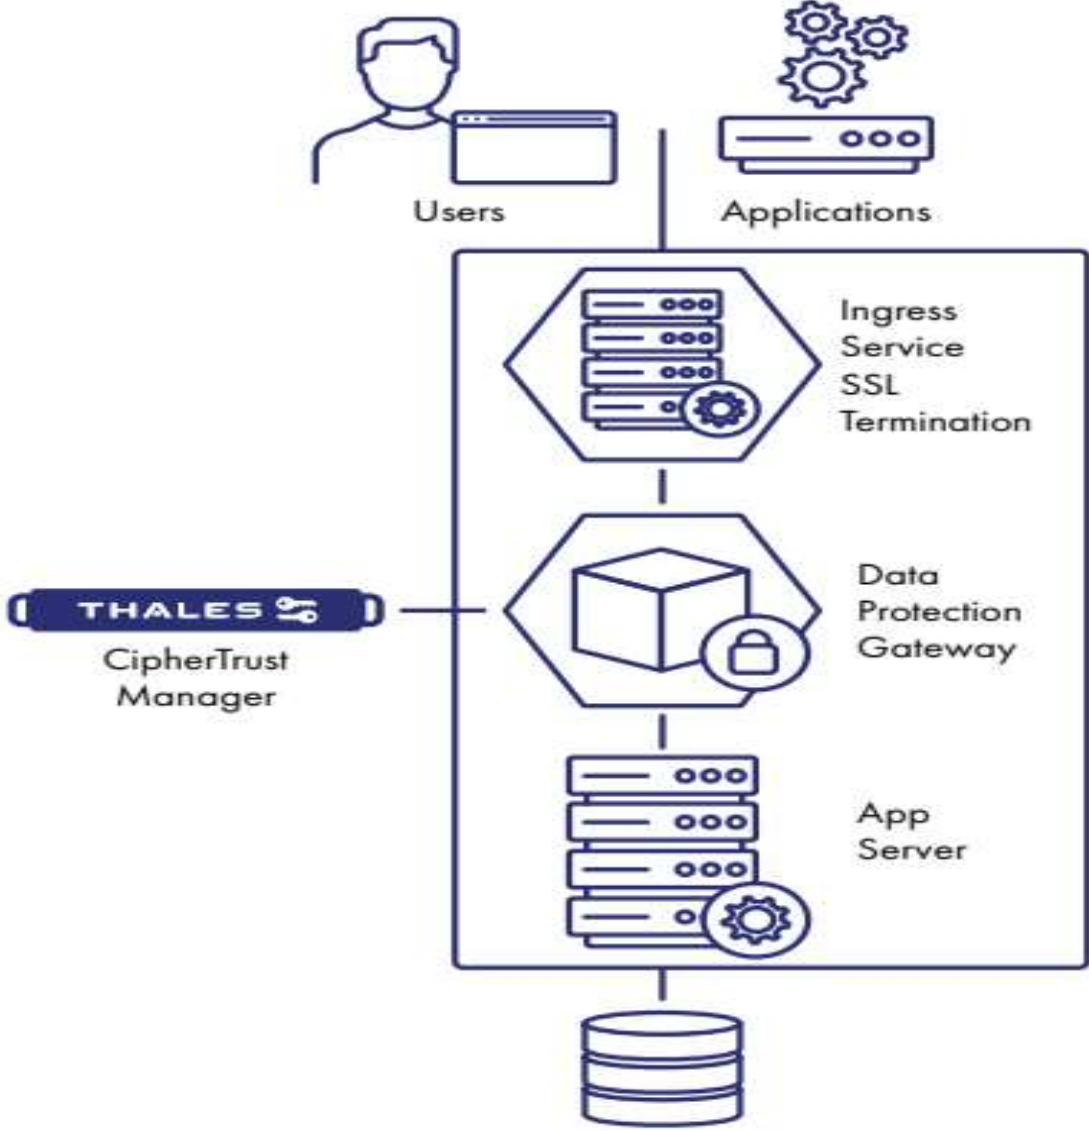 Users
Applications
Ingress
Service
SSL
Termination
Data
Protection
Gateway
THALES
CipherTrust
Manager
App
Server